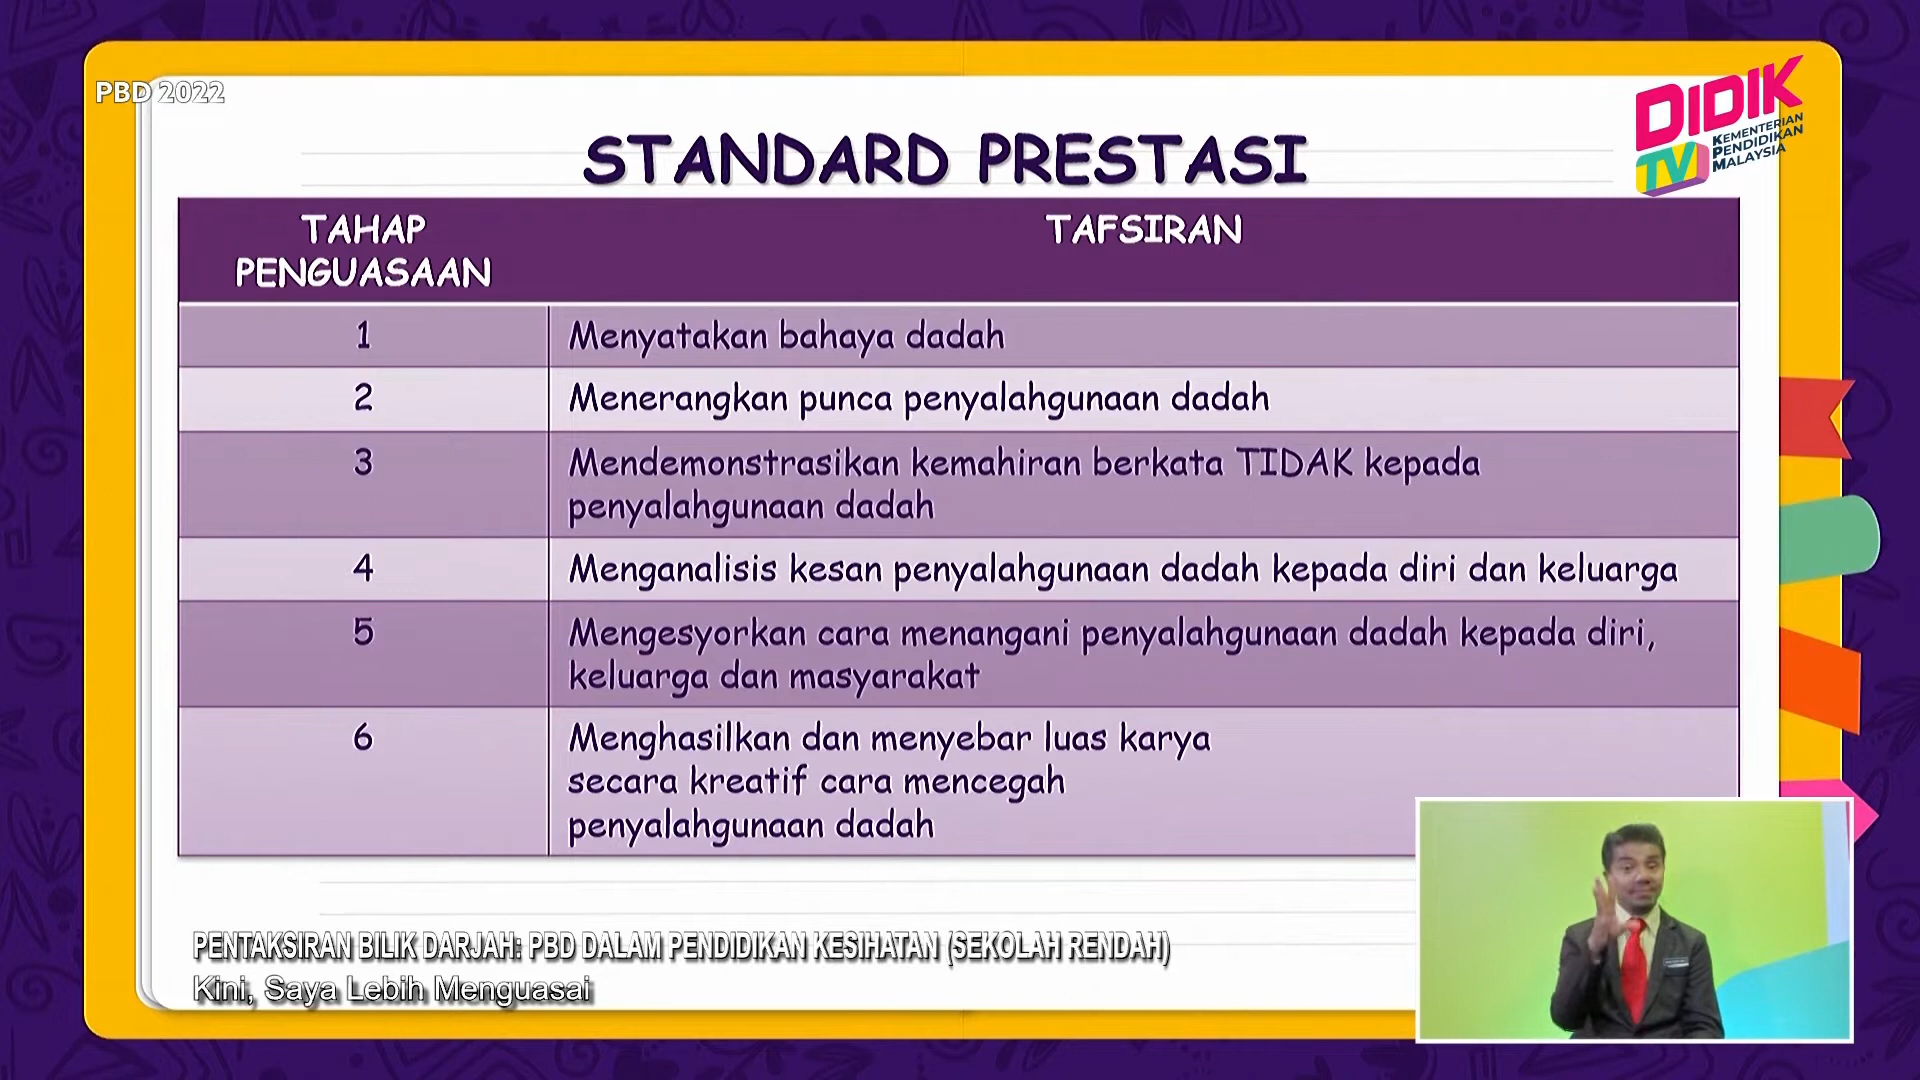 PBD 2022
DIDIK
TV
KEMENTERIAN
PENDIDIKAN
MALAYSIA
STANDARD PRESTASI
TAHAP
PENGUASAAN
TAFSIRAN
1
Menyatakan bahaya dadah
2
Menerangkan punca penyalahgunaan dadah
3
Mendemonstrasikan kemahiran berkata TIDAK kepada
penyalahgunaan dadah
4
Menganalisis kesan penyalahgunaan dadah kepada diri dan keluarga
5
Mengesyorkan cara menangani penyalahgunaan dadah kepada diri,
keluarga dan masyarakat
6
Menghasilkan dan menyebar luas karya
secara kreatif cara mencegah
penyalahgunaan dadah
PENTAKSIRAN BILIK DARJAH: PBD DALAM PENDIDIKAN KESIHATAN (SEKOLAH RENDAH)
Kini, Saya Lebih Menguasai